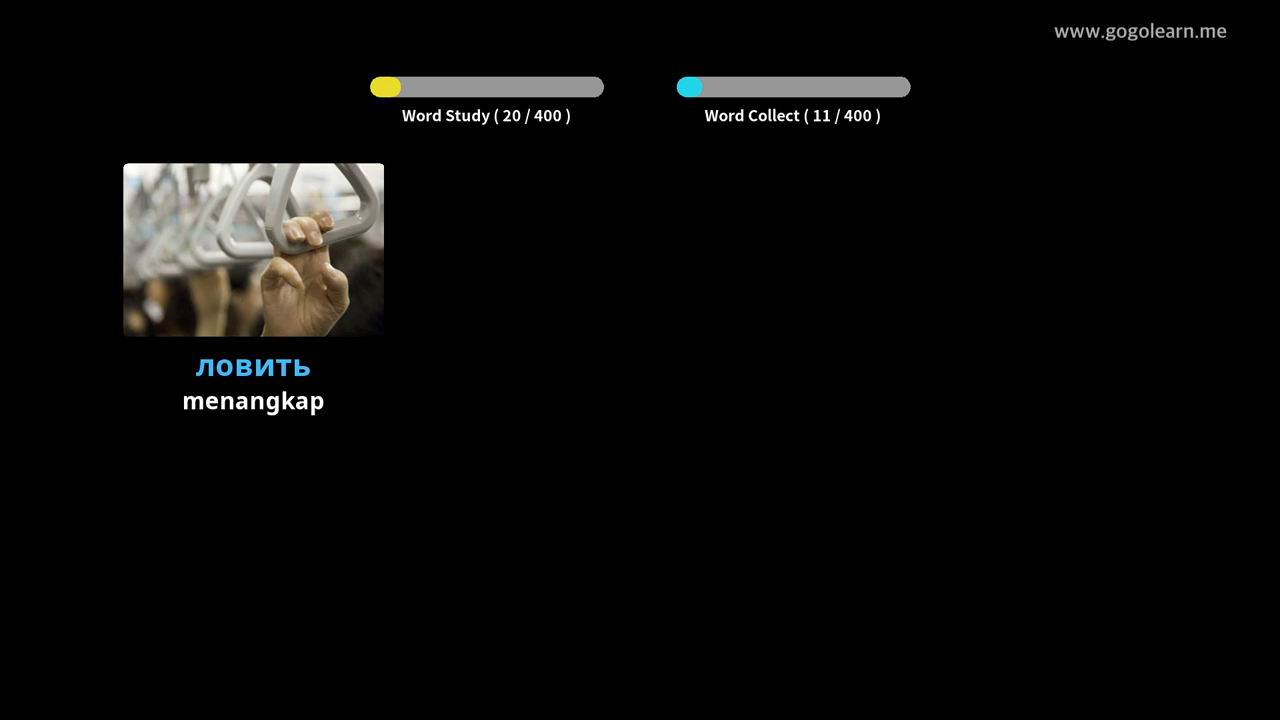 www.gogolearn.me
Word Study ( 20 / 400 )
Word Collect ( 11 / 400 )
ловить
menangkap